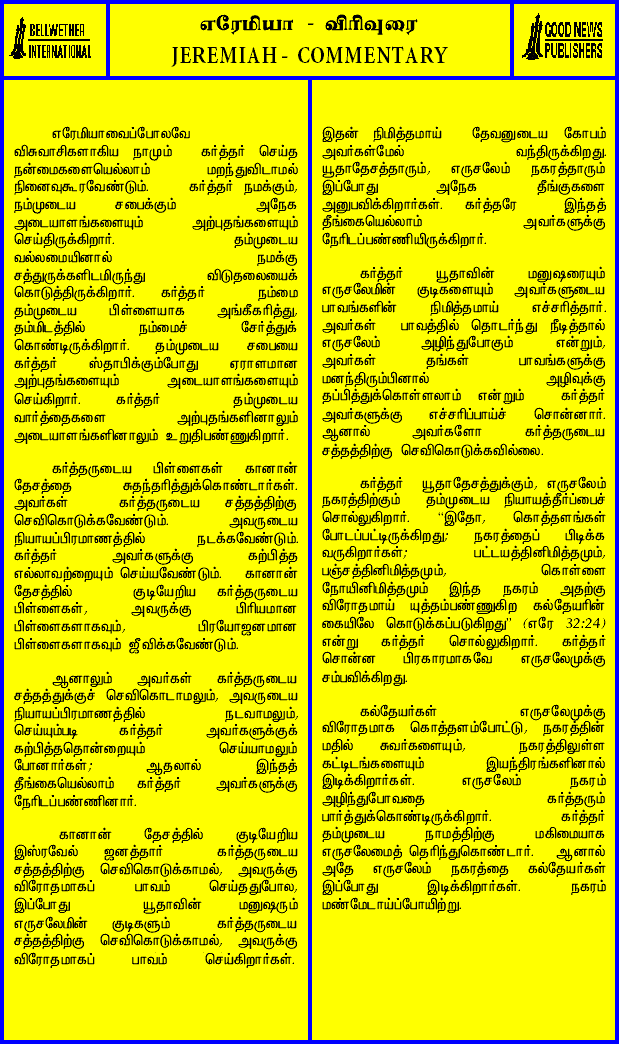 BELLWETHER
INTERNATIONAL
எரேமியா - விரிவுரை
JEREMIAH - COMMENTARY
GOOD NEWS
PUBLISHERS
எரேமியாவைப்போலவே
விசுவாசிகளாகிய நாமும் கர்த்தர் செய்த
நன்மைகளையெல்லாம் மறந்துவிடாமல்
நினைவுகூரவேண்டும். கர்த்தர் நமக்கும்,
நம்முடைய சபைக்கும் அநேக
அடையாளங்களையும் அற்புதங்களையும்
செய்திருக்கிறார். தம்முடைய
வல்லமையினால் நமக்கு
சத்துருக்களிடமிருந்து விடுதலையைக்
கொடுத்திருக்கிறார். கர்த்தர் நம்மை
தம்முடைய பிள்ளையாக அங்கீகரித்து,
தம்மிடத்தில் நம்மைச் சேர்த்துக்
கொண்டிருக்கிறார். தம்முடைய சபையை
கர்த்தர் ஸ்தாபிக்கும்போது ஏராளமான
அற்புதங்களையும் அடையாளங்களையும்
செய்கிறார். கர்த்தர் தம்முடைய
வார்த்தைகளை அற்புதங்களினாலும்
அடையாளங்களினாலும் உறுதிபண்ணுகிறார்.
கர்த்தருடைய பிள்ளைகள் கானான்
தேசத்தை சுதந்தரித்துக்கொண்டார்கள்.
அவர்கள் கர்த்தருடைய சத்தத்திற்கு
செவிகொடுக்கவேண்டும். அவருடைய
நியாயப்பிரமாணத்தில் நடக்கவேண்டும்.
கர்த்தர் அவர்களுக்கு கற்பித்த
எல்லாவற்றையும் செய்யவேண்டும். கானான்
தேசத்தில் குடியேறிய கர்த்தருடைய
பிள்ளைகள், அவருக்கு பிரியமான
பிள்ளைகளாகவும், பிரயோஜனமான
பிள்ளைகளாகவும் ஜீவிக்கவேண்டும்.
ஆனாலும் அவர்கள் கர்த்தருடைய
சத்தத்துக்குச் செவிகொடாமலும், அவருடைய
நியாயப்பிரமாணத்தில் நடவாமலும்,
செய்யும்படி கர்த்தர் அவர்களுக்குக்
கற்பித்ததொன்றையும் செய்யாமலும்
போனார்கள்; ஆதலால் இந்தத்
தீங்கையெல்லாம் கர்த்தர் அவர்களுக்கு
நேரிடப்பண்ணினார்.
கானான் தேசத்தில் குடியேறிய
இஸ்ரவேல் ஜனத்தார் கர்த்தருடைய
சத்தத்திற்கு செவிகொடுக்காமல், அவருக்கு
விரோதமாகப் பாவம் செய்ததுபோல,
இப்போது யூதாவின் மனுஷரும்
எருசலேமின் குடிகளும் கர்த்தருடைய
சத்தத்திற்கு செவிகொடுக்காமல், அவருக்கு
விரோதமாகப் பாவம் செய்கிறார்கள்.
இதன் நிமித்தமாய் தேவனுடைய கோபம்
அவர்கள்மேல் வந்திருக்கிறது.
யூதாதேசத்தாரும், எருசலேம் நகரத்தாரும்
இப்போது அநேக தீங்குகளை
அனுபவிக்கிறார்கள். கர்த்தரே இந்தத்
தீங்கையெல்லாம் அவர்களுக்கு
நேரிடப்பண்ணியிருக்கிறார்.
கர்த்தர் யூதாவின் மனுஷரையும்
எருசலேமின் குடிகளையும் அவர்களுடைய
பாவங்களின் நிமித்தமாய் எச்சரித்தார்.
அவர்கள் பாவத்தில் தொடர்ந்து நீடித்தால்
எருசலேம் அழிந்துபோகும் என்றும்,
அவர்கள் தங்கள் பாவங்களுக்கு
மனந்திரும்பினால் அழிவுக்கு
தப்பித்துக்கொள்ளலாம் என்றும் கர்த்தர்
அவர்களுக்கு எச்சரிப்பாய்ச் சொன்னார்.
ஆனால் அவர்களோ கர்த்தருடைய
சத்தத்திற்கு செவிகொடுக்கவில்லை.
கர்த்தர் யூதாதேசத்துக்கும், எருசலேம்
நகரத்திற்கும் தம்முடைய நியாயத்தீர்ப்பைச்
சொல்லுகிறார். "இதோ, கொத்தளங்கள்
போடப்பட்டிருக்கிறது; நகரத்தைப் பிடிக்க
வருகிறார்கள்; பட்டயத்தினிமித்தமும்,
பஞ்சத்தினிமித்தமும், கொள்ளை
நோயினிமித்தமும் இந்த நகரம் அதற்கு
விரோதமாய் யுத்தம்பண்ணுகிற கல்தேயரின்
கையிலே கொடுக்கப்படுகிறது" (எரே 32:24)
என்று கர்த்தர் சொல்லுகிறார். கர்த்தர்
சொன்ன பிரகாரமாகவே எருசலேமுக்கு
சம்பவிக்கிறது.
கல்தேயர்கள் எருசலேமுக்கு
விரோதமாக கொத்தளம்போட்டு, நகரத்தின்
மதில் சுவர்களையும், நகரத்திலுள்ள
கட்டிடங்களையும் இயந்திரங்களினால்
இடிக்கிறார்கள். எருசலேம் நகரம்
அழிந்துபோவதை கர்த்தரும்
பார்த்துக்கொண்டிருக்கிறார். கர்த்தர்
தம்முடைய நாமத்திற்கு மகிமையாக
எருசலேமைத் தெரிந்துகொண்டார். ஆனால்
அதே எருசலேம் நகரத்தை கல்தேயர்கள்
இப்போது இடிக்கிறார்கள். நகரம்
மண்மேடாய்ப்போயிற்று.